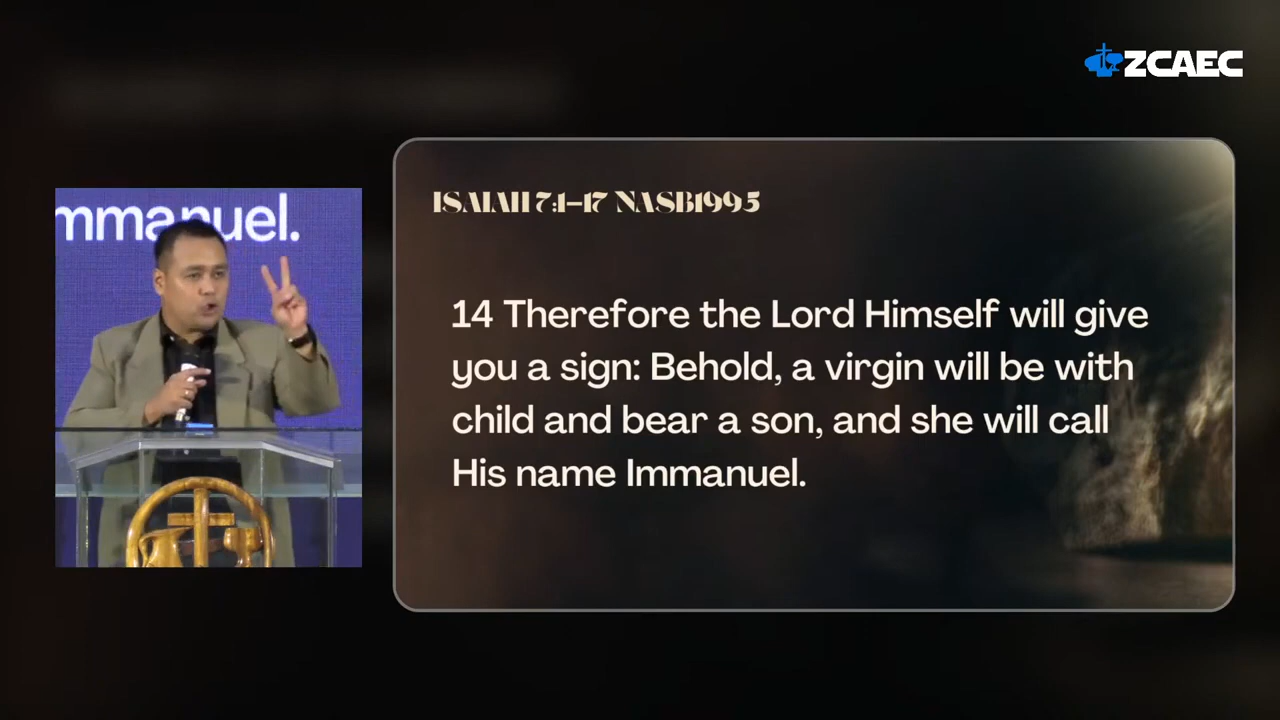 ZCAEC
ISAIAH 7:1–17 NASB1995
mmanuel.
14 Therefore the Lord Himself will give
you a sign: Behold, a virgin will be with
child and bear a son, and she will call
His name Immanuel.